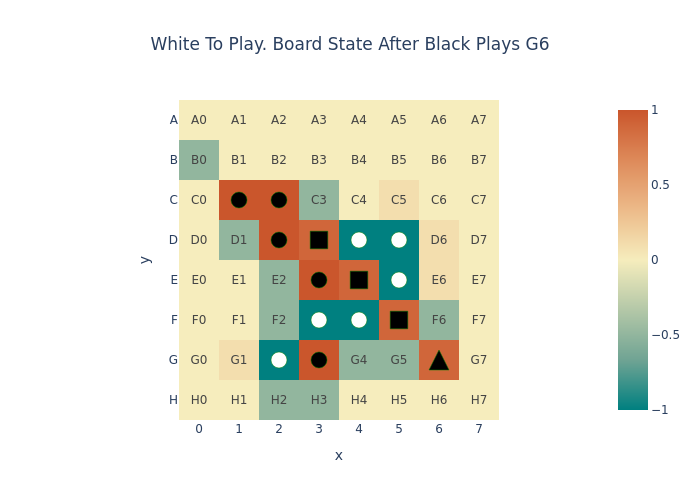 White To Play. Board State After Black Plays G6
A A0 A1 A2 A3 A4 A5 A6 A7
B B0 B1 B2 B3 B4 B5 B6 B7
C C0 C3 C4 C5 C6 C7
D D0 D1 D6 D7
E E0 E1 E2 E6 E7
F F0 F1 F2 F6 F7
G G0 G1 G4 G5 G7
H H0 H1 H2 H3 H4 H5 H6 H7
0 1 2 3 4 5 6 7
x
y
1
0.5
0
−0.5
−1